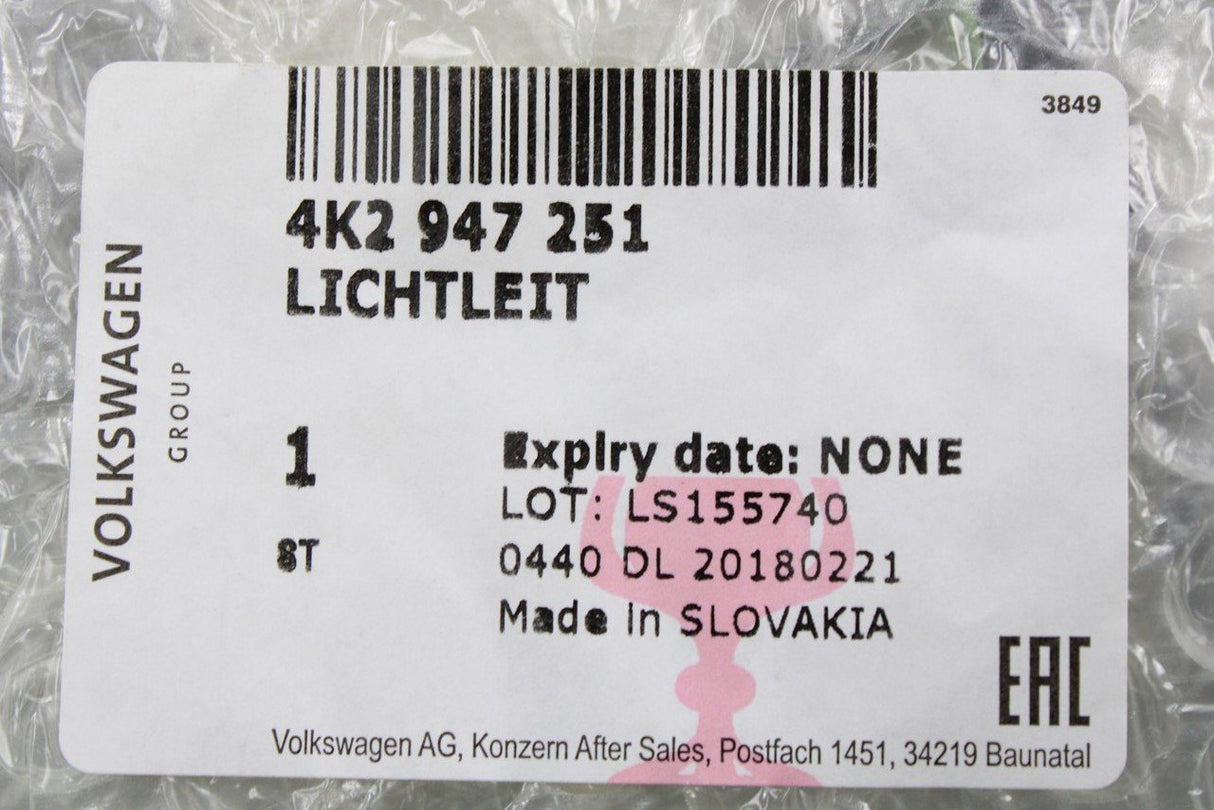 3849
4K2 947 251
LICHTLEIT
VOLKSWAGEN
GROUP
1
Expiry date: NONE
LOT: LS155740
ST
0440 DL 20180221
Made in SLOVAKIA
EAC
Volkswagen AG, Konzern After Sales, Postfach 1451, 34219 Baunatal